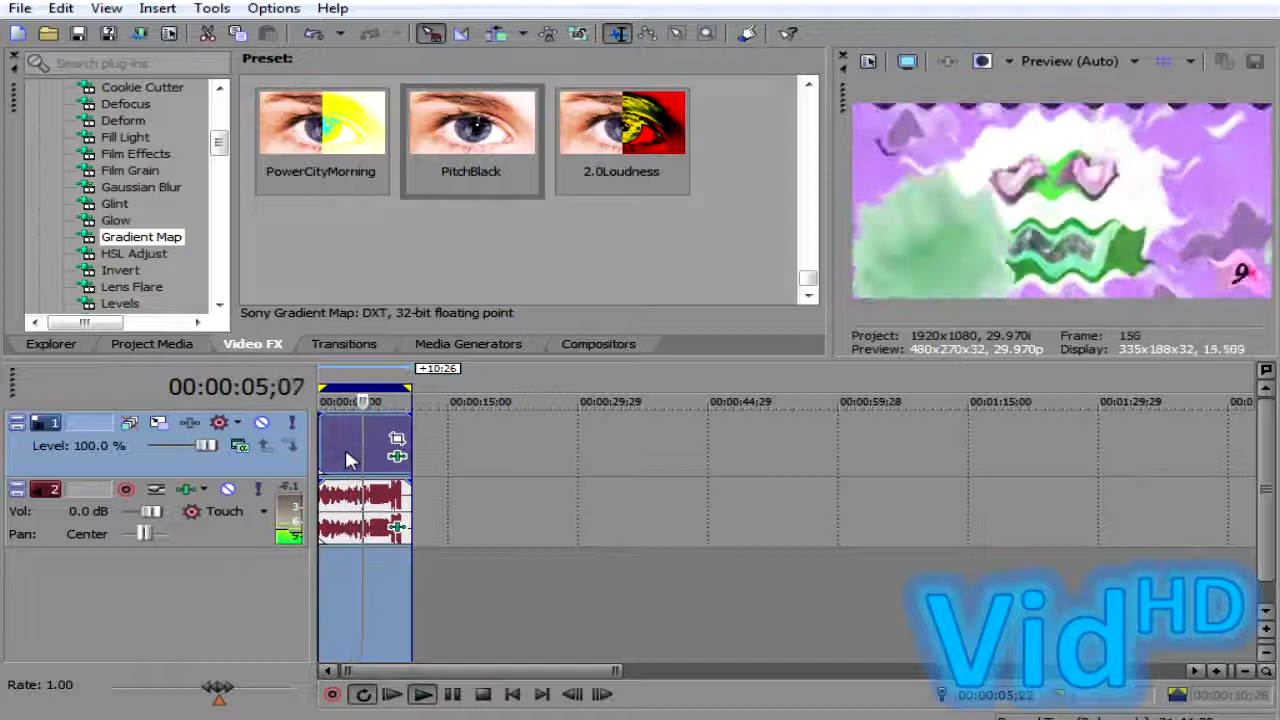 File Edit View Insert Tools Options Help
Search plug-ins
Cookie Cutter
Defocus
Deform
Fill Light
Film Effects
Film Grain
Gaussian Blur
Glint
Glow
Gradient Map
HSL Adjust
Invert
Lens Flare
Levels
Preset:
PowerCityMorning PitchBlack 2.0Loudness
Sony Gradient Map: DXT, 32-bit floating point
Explorer Project Media Video FX Transitions Media Generators Compositors
Preview (Auto)
9
Project: 1920x1080, 29.970i Frame: 156
Preview: 480x270x32, 29.970p
00:00:05;07
+10:26
00:00:15;00 00:00:29;29 00:00:44;29 00:00:59;28 00:01:15;00 00:01:29;29
1
Level: 100.0 %
2
Vol: 0.0 dB Touch
Pan: Center
VidHD
Rate: 1.00